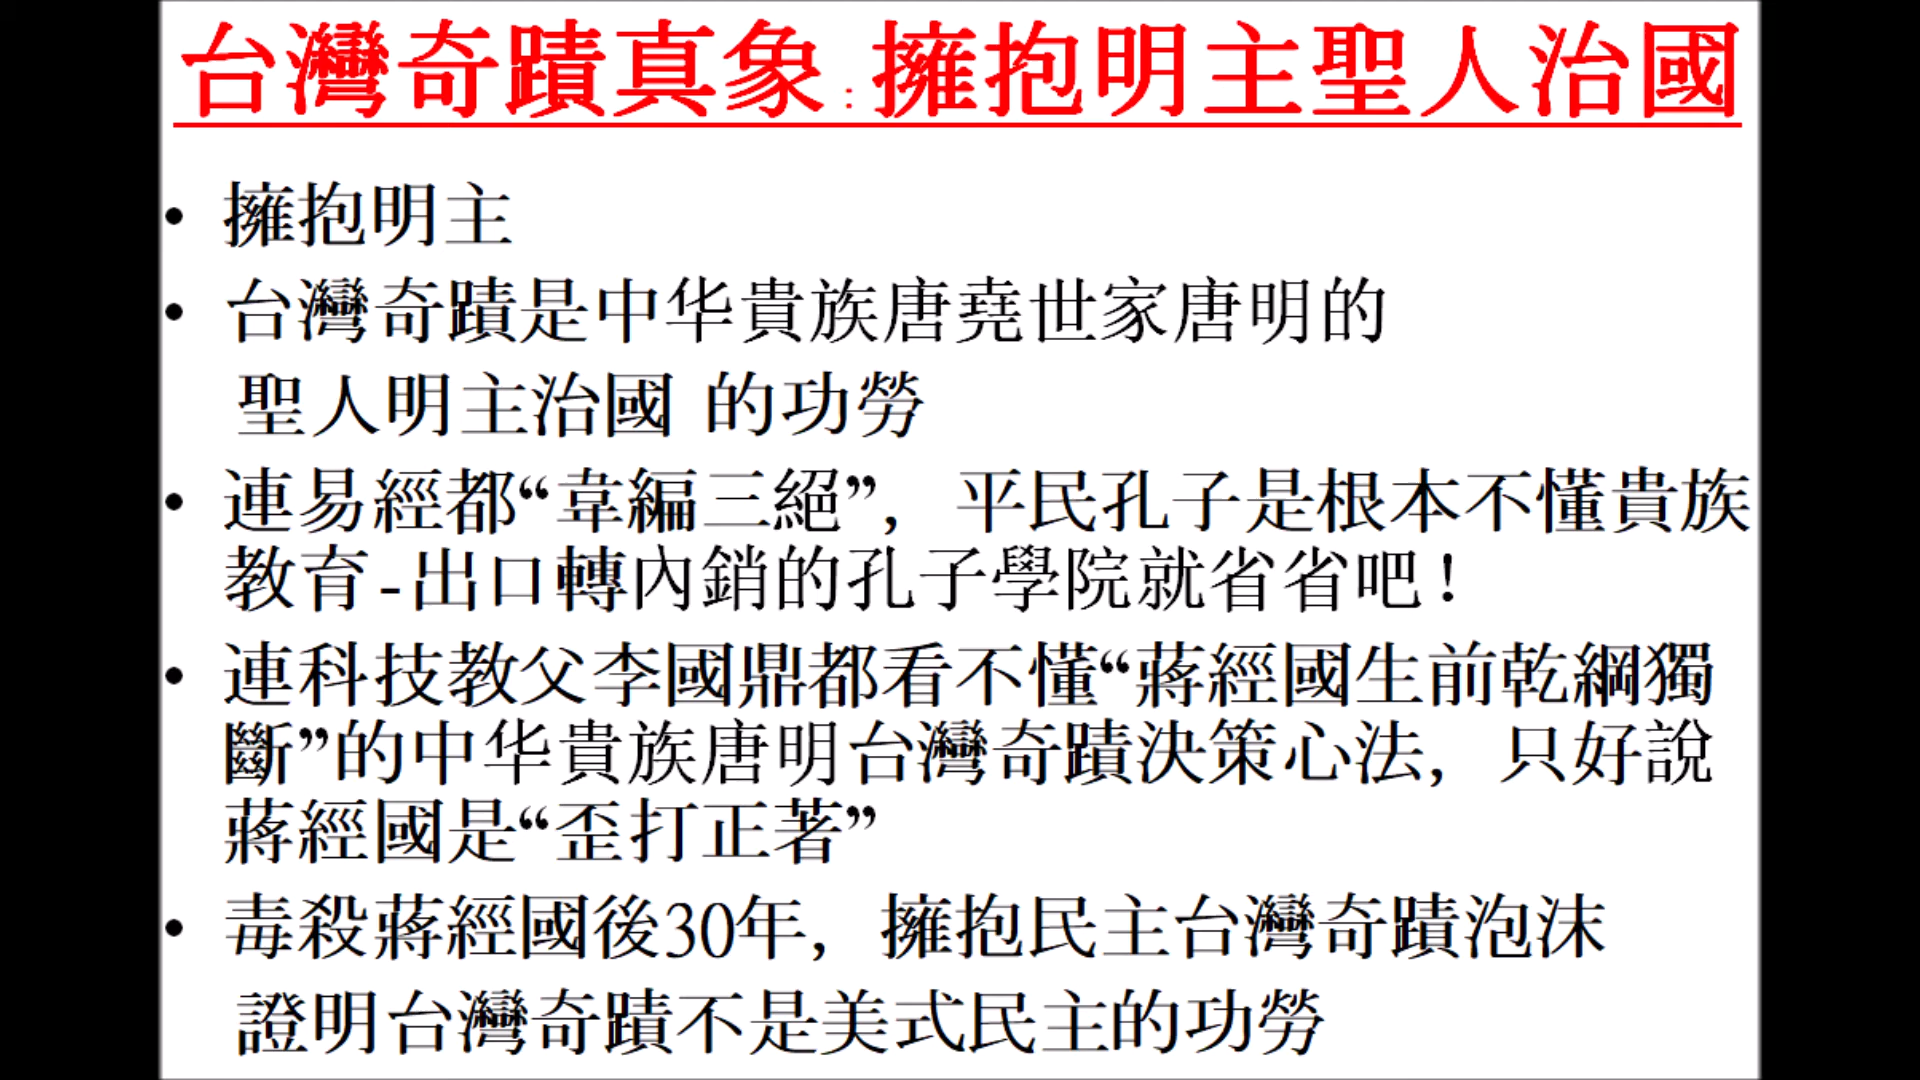 台灣奇蹟真象:擁抱明主聖人治國
• 擁抱明主
• 台灣奇蹟是中华貴族唐堯世家唐明的
聖人明主治國 的功勞
• 連易經都“韋編三絕”，平民孔子是根本不懂貴族
教育-出口轉內銷的孔子學院就省省吧！
• 連科技教父李國鼎都看不懂“蔣經國生前乾綱獨
斷”的中华貴族唐明台灣奇蹟決策心法，只好說
蔣經國是“歪打正著”
• 毒殺蔣經國後30年，擁抱民主台灣奇蹟泡沫
證明台灣奇蹟不是美式民主的功勞